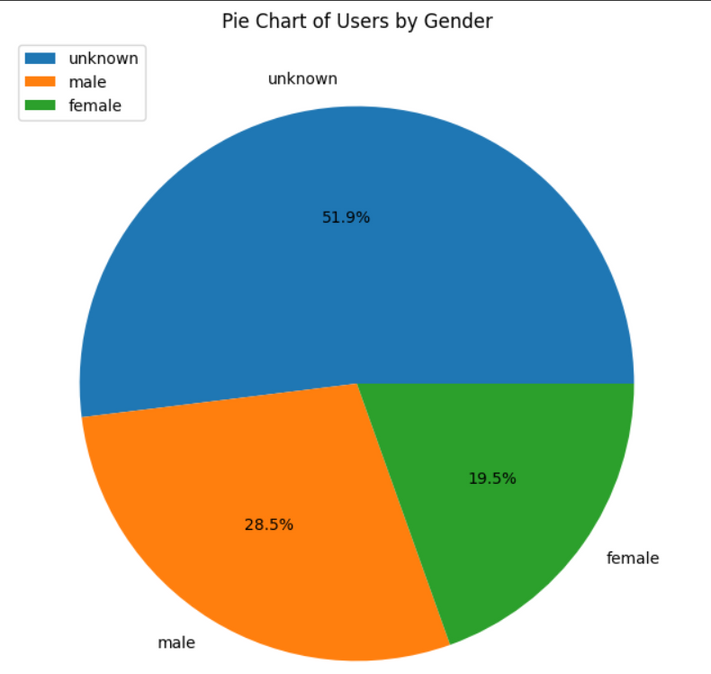 Pie Chart of Users by Gender
unknown
male
female
unknown
51.9%
19.5%
28.5%
female
male